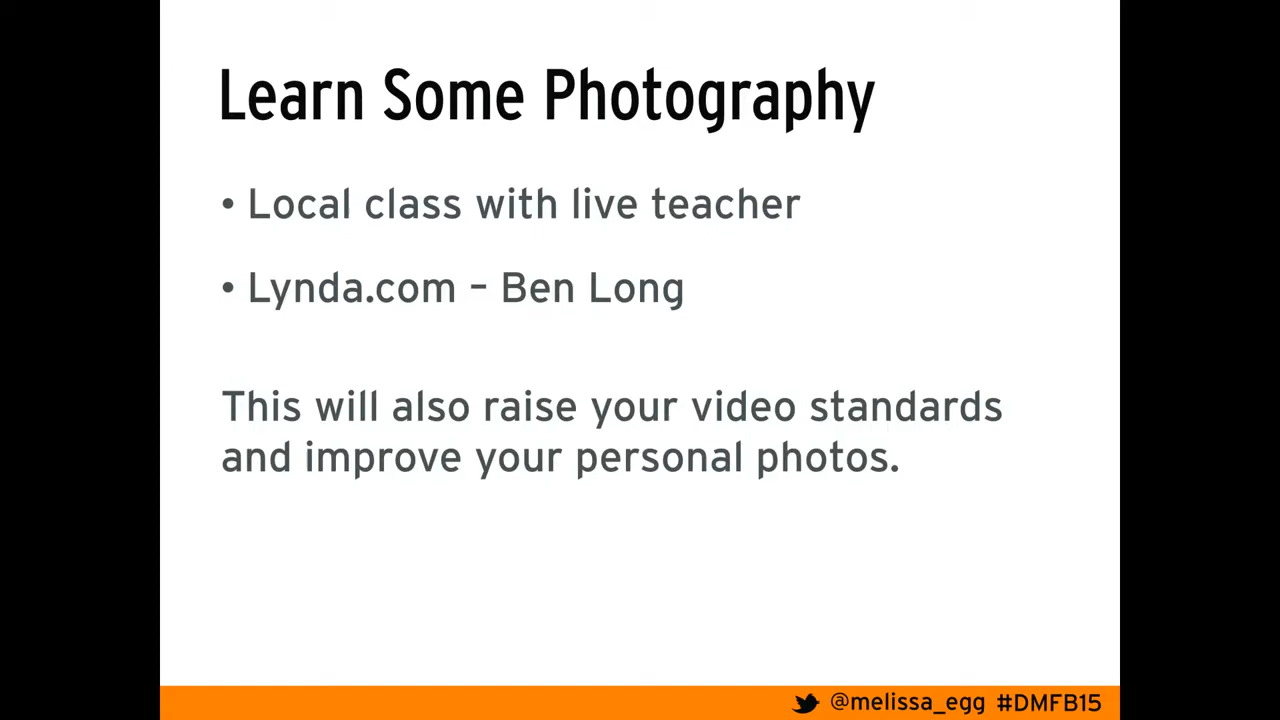 Learn Some Photography
• Local class with live teacher
• Lynda.com – Ben Long
This will also raise your video standards
and improve your personal photos.
@melissa_egg #DMFB15